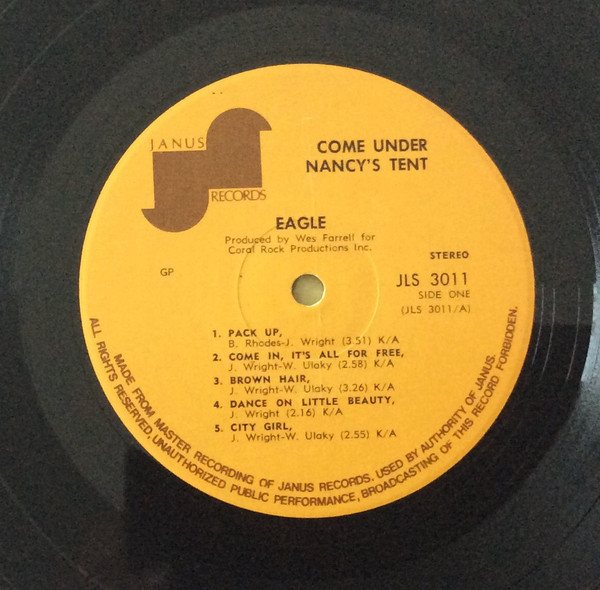 JANUS
RECORDS
COME UNDER
NANCY'S TENT
EAGLE
Produced by Wes Farrell for
Coral Rock Productions Inc.
GP
STEREO
JLS 3011
SIDE ONE
(JLS 3011/A)
1. PACK UP,
B. Rhodes-J. Wright (3.51) K/A
2. COME IN, IT'S ALL FOR FREE,
J. Wright-W. Ulaky (2.58) K/A
3. BROWN HAIR,
J. Wright-W. Ulaky (3.26) K/A
4. DANCE ON LITTLE BEAUTY,
J. Wright (2.16) K/A
5. CITY GIRL,
J. Wright-W. Ulaky (2.55) K/A
MADE FROM MASTER RECORDING OF JANUS RECORDS, USED BY AUTHORITY OF JANUS.
ALL RIGHTS RESERVED, UNAUTHORIZED PUBLIC PERFORMANCE, BROADCASTING OF THIS RECORD FORBIDDEN.